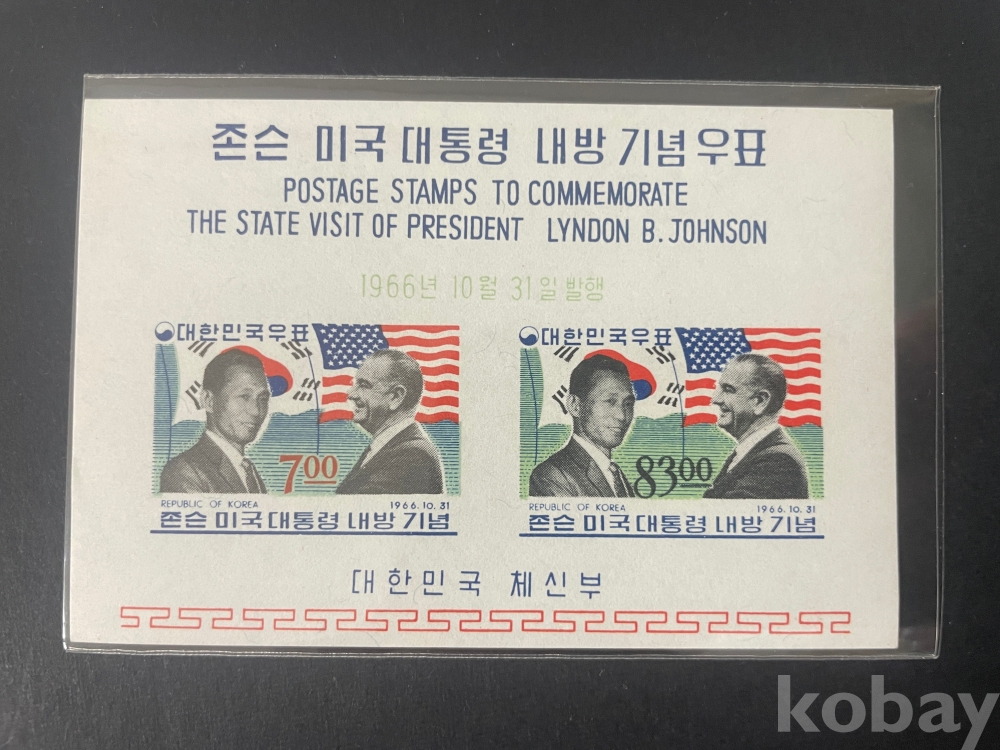 존슨 미국 대통령 내방 기념 우표
POSTAGE STAMPS TO COMMEMORATE
THE STATE VISIT OF PRESIDENT LYNDON B. JOHNSON
1966년 10월 31일 발행
대한민국우표
7.00
REPUBLIC OF KOREA 1966. 10. 31
존슨 미국 대통령 내방 기념
대한민국우표
83.00
REPUBLIC OF KOREA 1966. 10. 31
존슨 미국 대통령 내방 기념
대한민국 체신부
kobay